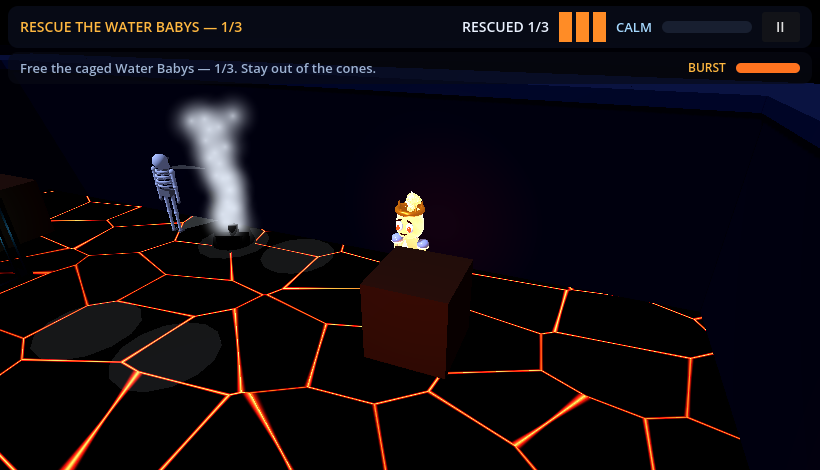 RESCUE THE WATER BABYS — 1/3
RESCUED 1/3
CALM
Free the caged Water Babys — 1/3. Stay out of the cones.
BURST